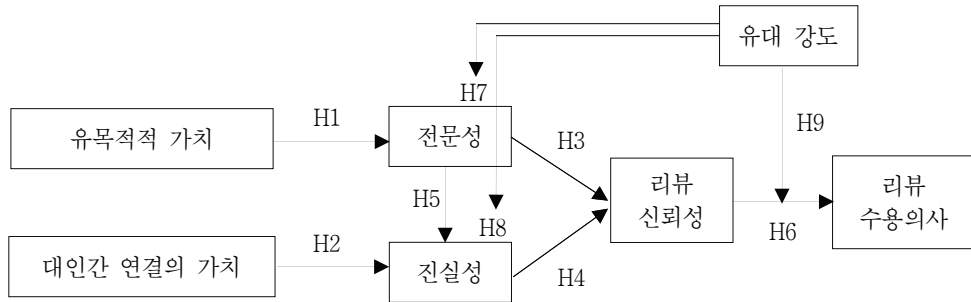 유대 강도
H7
H9
H1
유목적적 가치
전문성
H3
리뷰
신뢰성
리뷰
수용의사
H5
H8
H6
H2
대인간 연결의 가치
진실성
H4